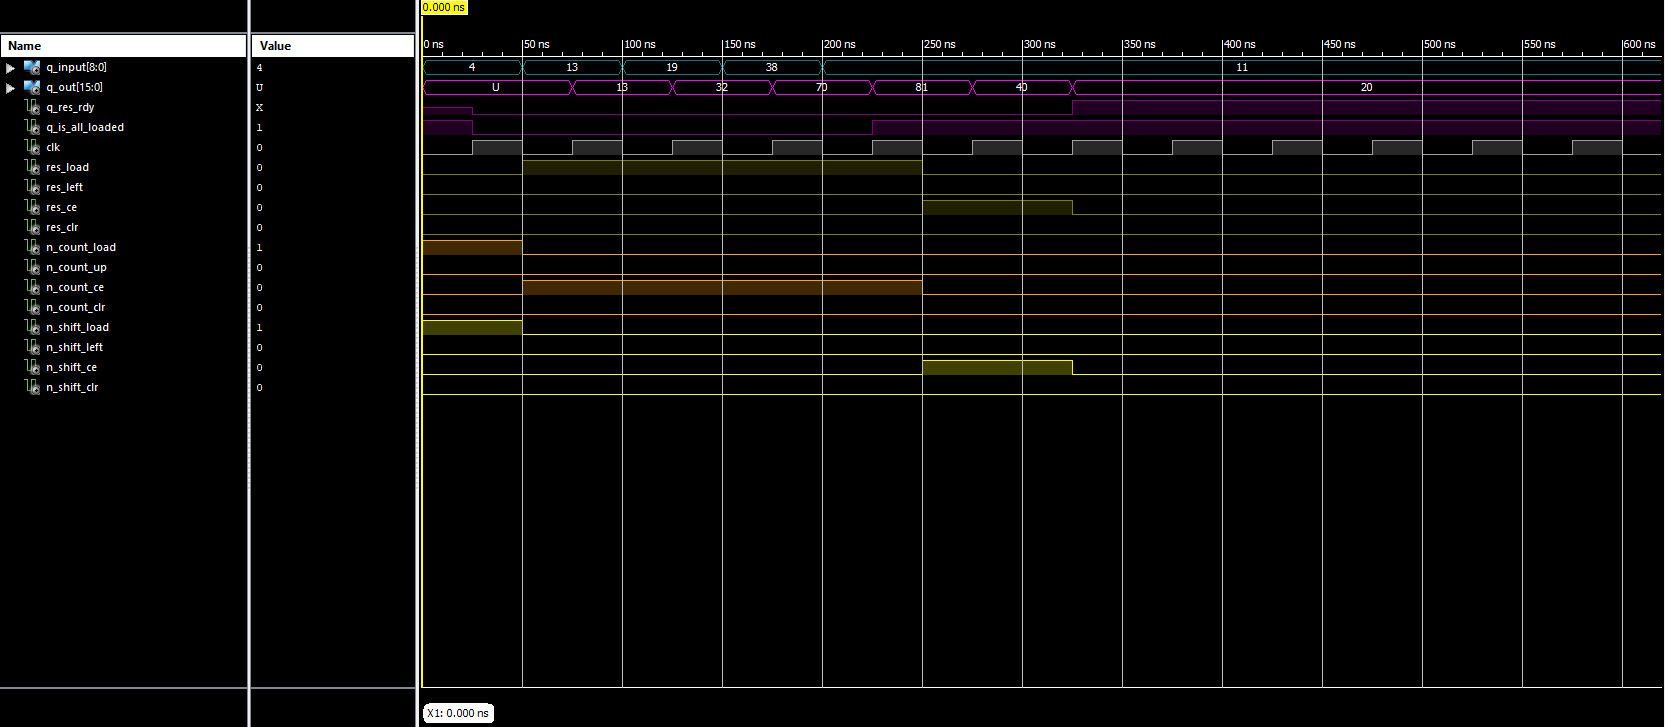 0.000 ns
Name Value
0 ns 50 ns 100 ns 150 ns 200 ns 250 ns 300 ns 350 ns 400 ns 450 ns 500 ns 550 ns 600 ns
q_input[8:0] 4 4 13 19 38 11
q_out[15:0] U U 13 32 70 81 40 20
q_res_rdy X
q_is_all_loaded 1
clk 0
res_load 0
res_left 0
res_ce 0
res_clr 0
n_count_load 1
n_count_up 0
n_count_ce 0
n_count_clr 0
n_shift_load 1
n_shift_left 0
n_shift_ce 0
n_shift_clr 0
X1: 0.000 ns